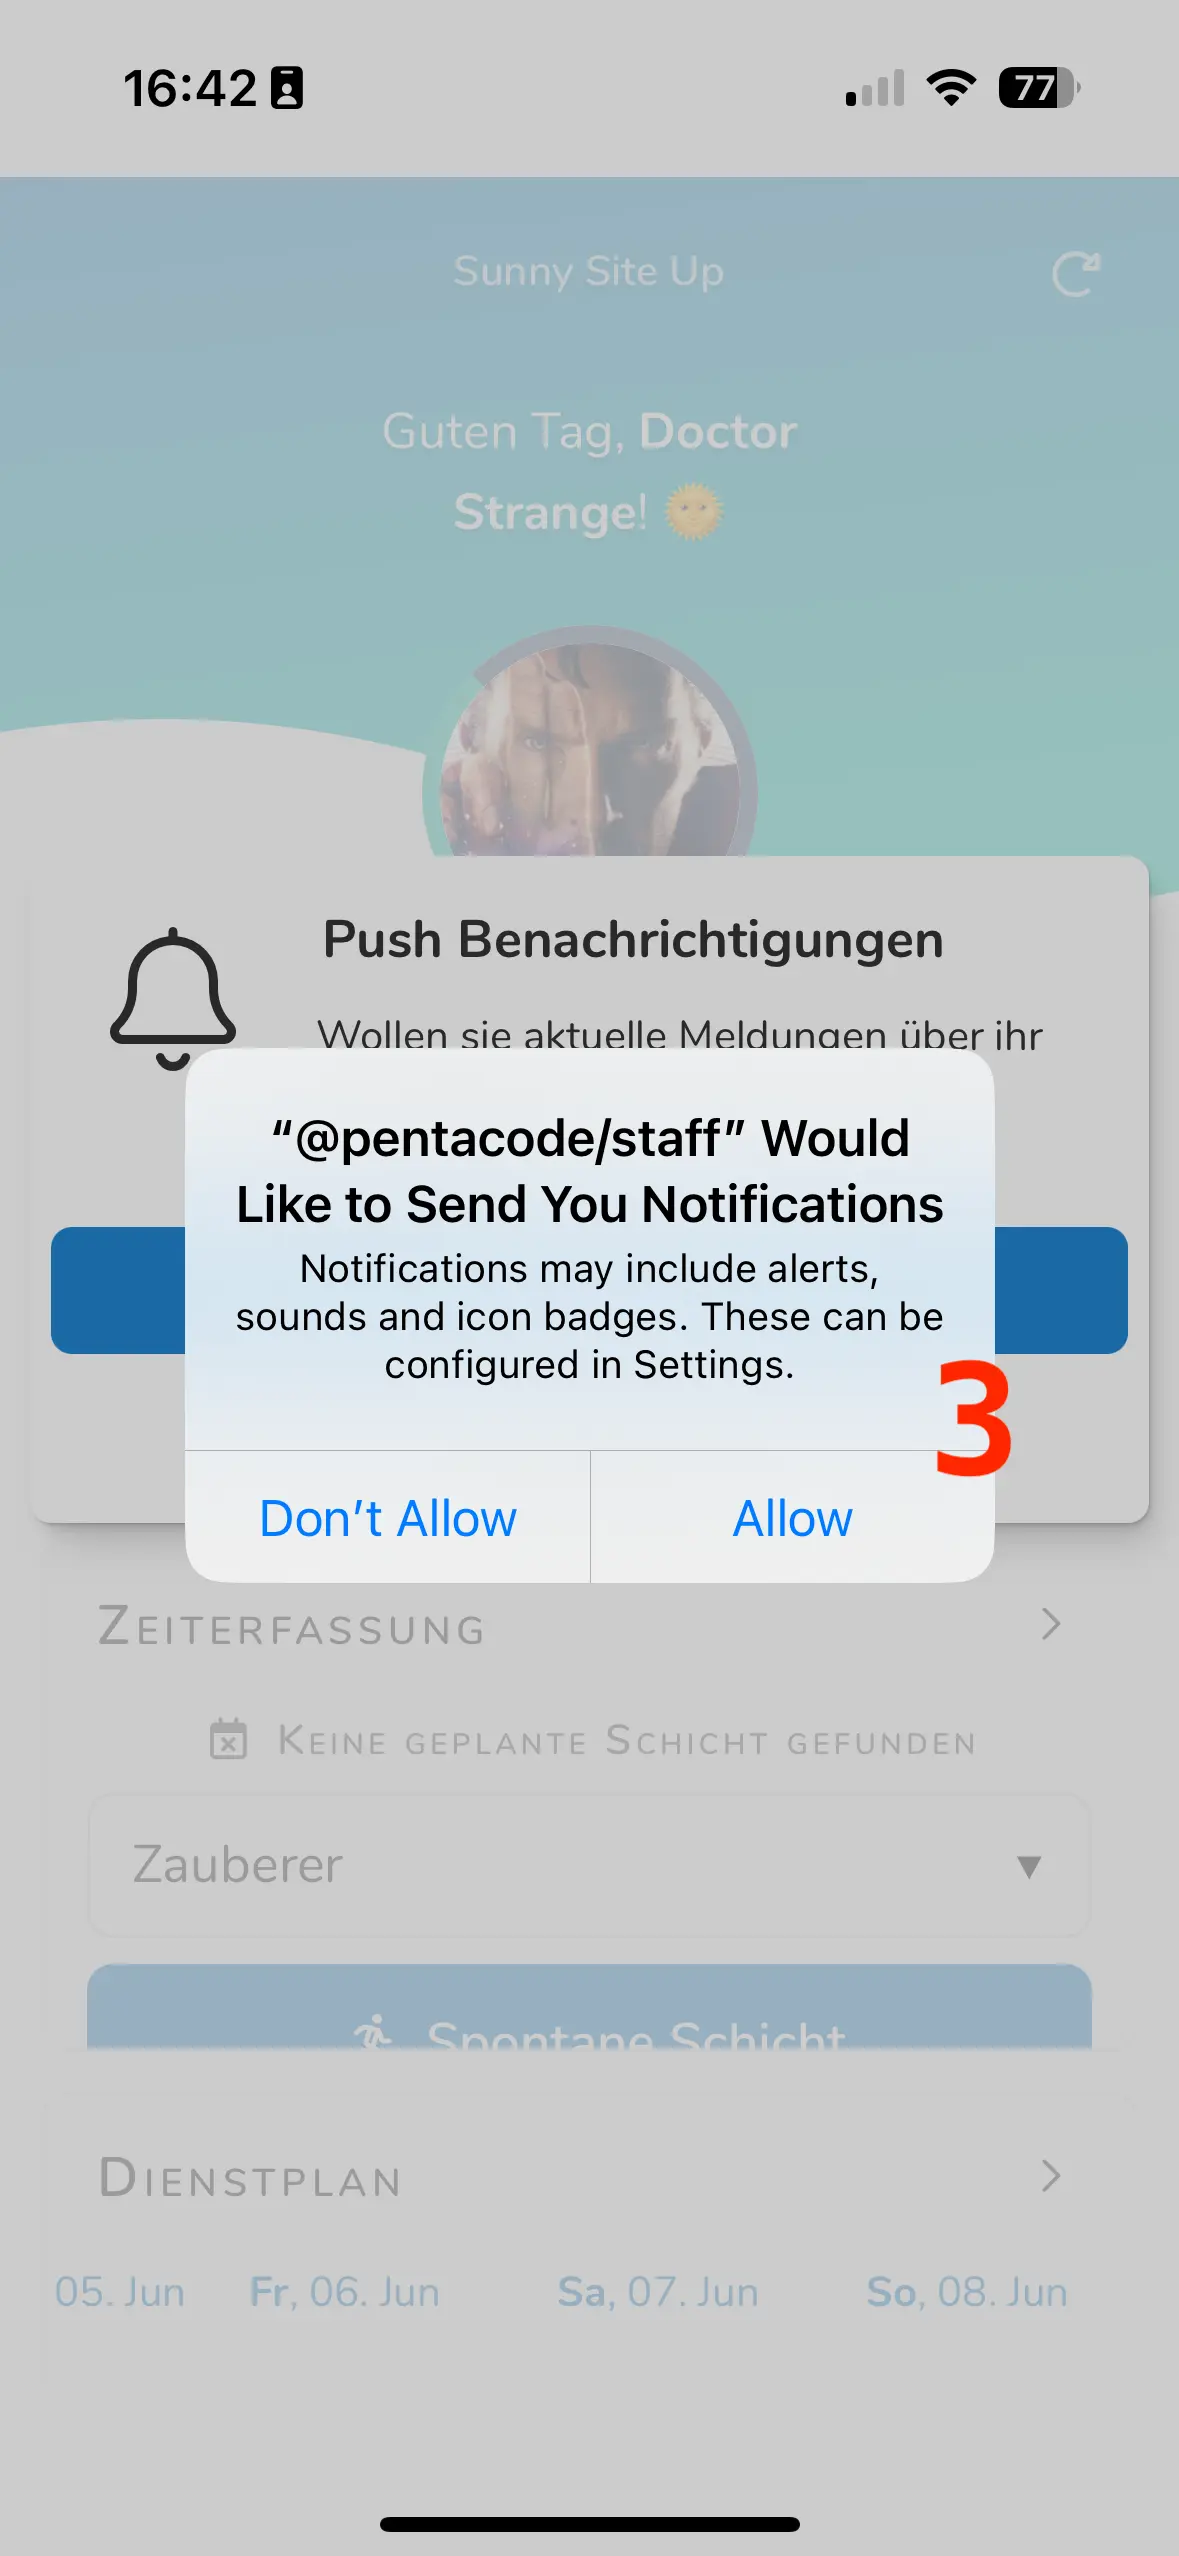 16:42
77
Sunny Site Up
Guten Tag, Doctor
Strange! 🌞
Push Benachrichtigungen
Wollen sie aktuelle Meldungen über ihr
“@pentacode/staff” Would
Like to Send You Notifications
Notifications may include alerts,
sounds and icon badges. These can be
configured in Settings.
3
Don’t Allow
Allow
Zeiterfassung
Keine geplante Schicht gefunden
Zauberer
Spontane Schicht
Dienstplan
05. Jun
Fr, 06. Jun
Sa, 07. Jun
So, 08. Jun